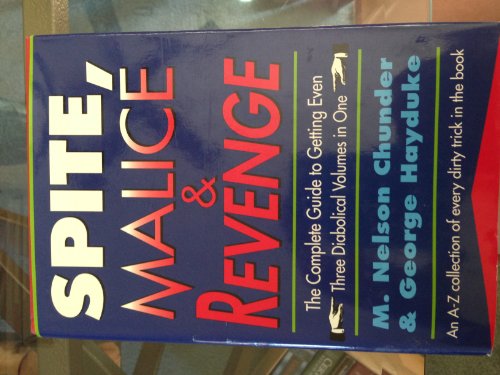 SPITE,
MALICE
&
REVENGE
The Complete Guide to Getting Even
Three Diabolical Volumes in One
M. Nelson Chunder
& George Hayduke
An A-Z collection of every dirty trick in the book